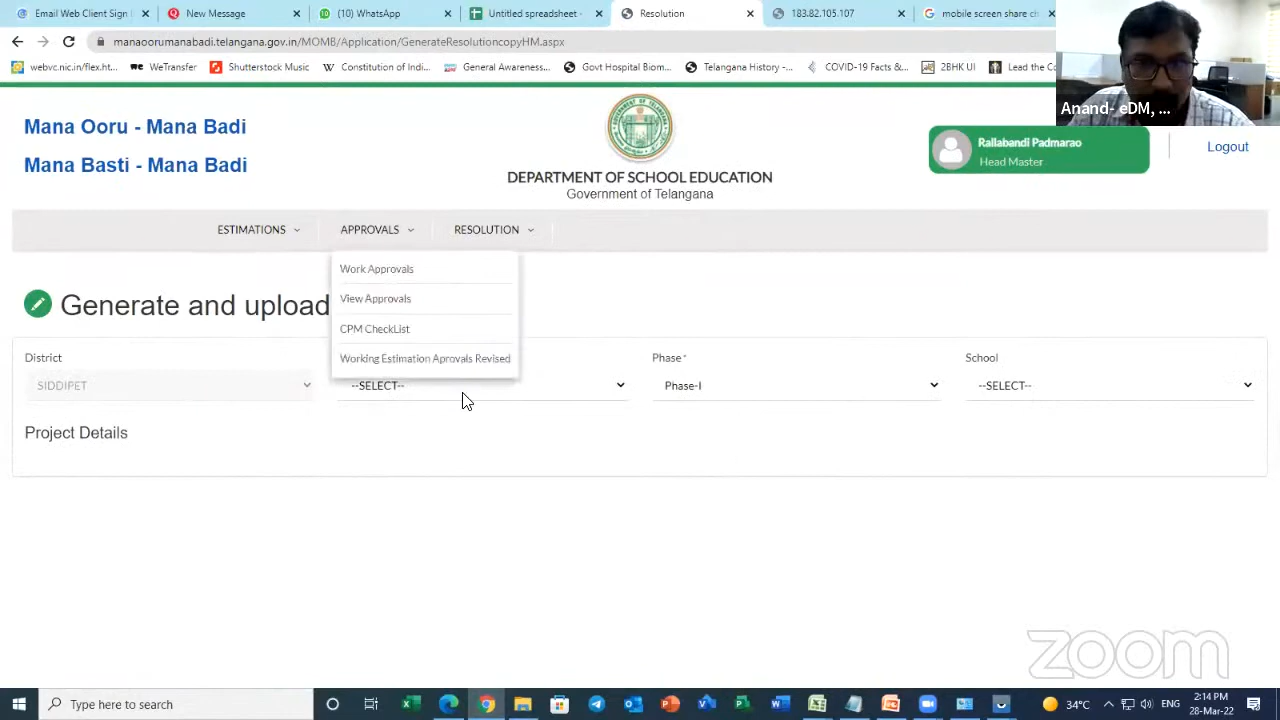 Email East | Sign I
New Message
(10) WhatsApp
Untitled spreadsheet -
Resolution
183.82.105.107
mobile screen share cl
manaoorumanabadi.telangana.gov.in/MOMB/Application/GenerateResolutioncopyHM.aspx
webvc.nic.in/flex.ht...
we WeTransfer
Shutterstock Music
W Constitution of Indi...
General Awareness...
Govt Hospital Biom...
Telangana History -...
COVID-19 Facts &...
2BHK UI
Lead the Co
Anand- eDM, ...
Mana Ooru - Mana Badi
Mana Basti - Mana Badi
DEPARTMENT OF SCHOOL EDUCATION
Government of Telangana
Rallabandi Padmarao
Head Master
Logout
ESTIMATIONS
APPROVALS
RESOLUTION
Work Approvals
View Approvals
CPM CheckList
Working Estimation Aprovals Revised
Generate and upload
District
Phase*
School
SIDDIPET
--SELECT--
Phase-I
--SELECT--
Project Details
zoom
Type here to search
34°C
ENG
2:14 PM
28-Mar-22